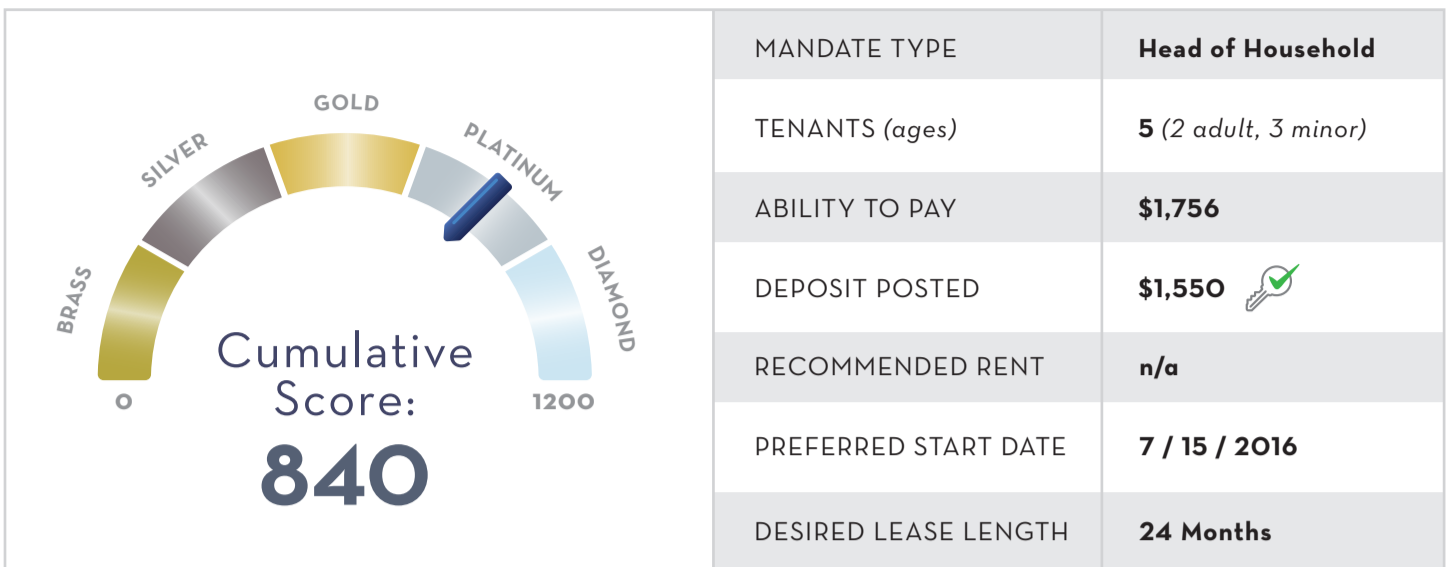 GOLD
SILVER
PLATINUM
BRASS
DIAMOND
Cumulative
Score:
840
0
1200
MANDATE TYPE Head of Household
TENANTS (ages) 5 (2 adult, 3 minor)
ABILITY TO PAY $1,756
DEPOSIT POSTED $1,550
RECOMMENDED RENT n/a
PREFERRED START DATE 7 / 15 / 2016
DESIRED LEASE LENGTH 24 Months